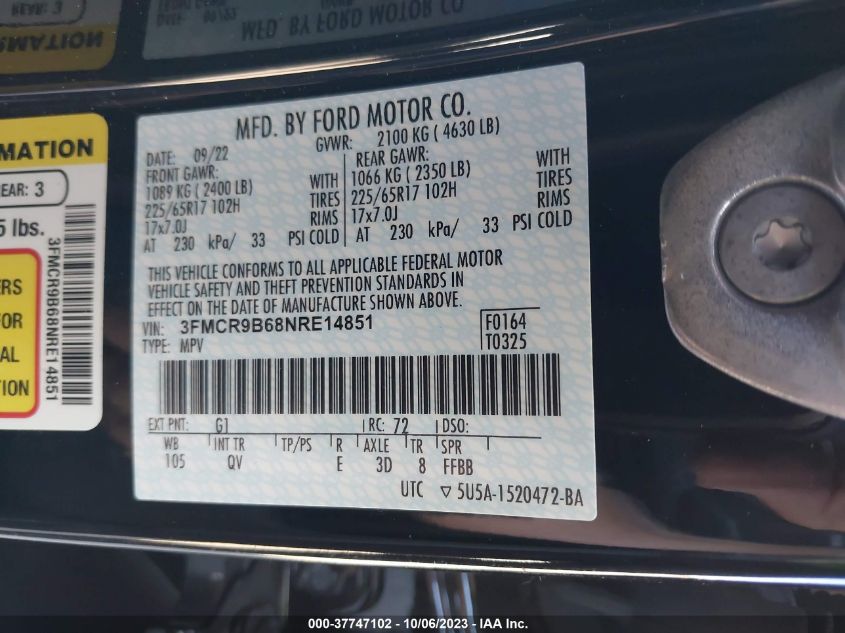 MFD. BY FORD MOTOR CO
REAR: 3
MATION
EAR: 3
5 lbs.
3FMCR9B68NRE14851
ERS
FOR
AL
TION
MFD. BY FORD MOTOR CO.
GVWR: 2100 KG ( 4630 LB)
DATE: 09/22
FRONT GAWR:
1089 KG ( 2400 LB) WITH
225/65R17 102H TIRES
17x7.0J RIMS
AT 230 kPa/ 33 PSI COLD
REAR GAWR: WITH
1066 KG ( 2350 LB) TIRES
225/65R17 102H RIMS
17x7.0J
AT 230 kPa/ 33 PSI COLD
THIS VEHICLE CONFORMS TO ALL APPLICABLE FEDERAL MOTOR
VEHICLE SAFETY AND THEFT PREVENTION STANDARDS IN
EFFECT ON THE DATE OF MANUFACTURE SHOWN ABOVE.
VIN: 3FMCR9B68NRE14851
TYPE: MPV
F0164
T0325
EXT PNT: G1 RC: 72 DSO:
WB INT TR TP/PS R AXLE TR SPR
105 QV E 3D 8 FFBB
UTC ▽ 5U5A-1520472-BA
000-37747102 - 10/06/2023 - IAA Inc.